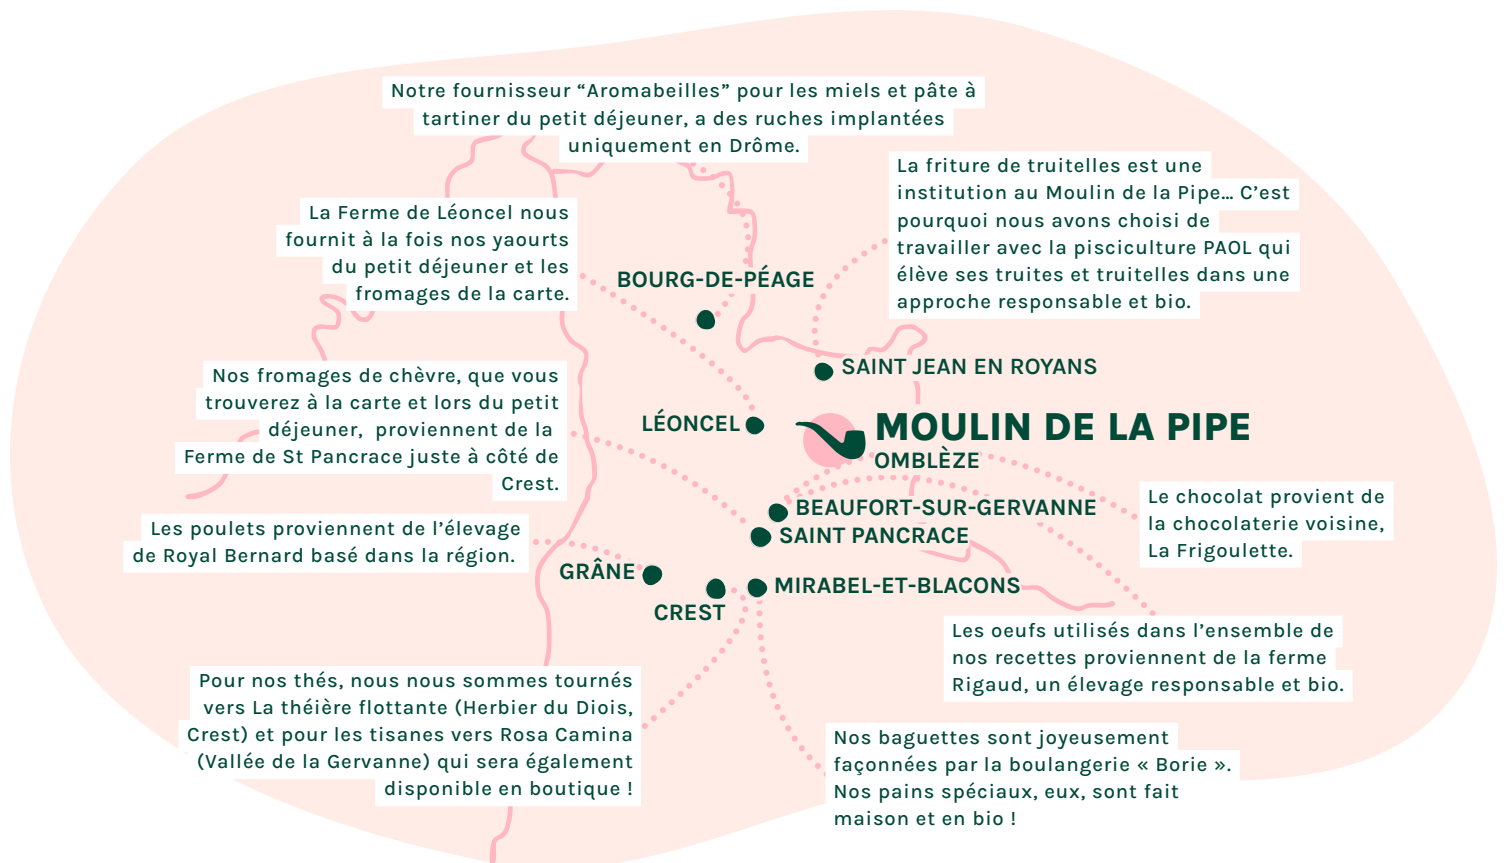 Notre fournisseur “Aromabeilles” pour les miels et pâte à
tartiner du petit déjeuner, a des ruches implantées
uniquement en Drôme.
La friture de truitelles est une
institution au Moulin de la Pipe... C’est
pourquoi nous avons choisi de
travailler avec la pisciculture PAOL qui
élève ses truites et truitelles dans une
approche responsable et bio.
La Ferme de Léoncel nous
fournit à la fois nos yaourts
du petit déjeuner et les
fromages de la carte.
BOURG-DE-PÉAGE
SAINT JEAN EN ROYANS
Nos fromages de chèvre, que vous
trouverez à la carte et lors du petit
déjeuner, proviennent de la
Ferme de St Pancrace juste à côté de
Crest.
LÉONCEL
MOULIN DE LA PIPE
OMBLÈZE
BEAUFORT-SUR-GERVANNE
SAINT PANCRACE
Le chocolat provient de
la chocolaterie voisine,
La Frigoulette.
Les poulets proviennent de l’élevage
de Royal Bernard basé dans la région.
GRÂNE
MIRABEL-ET-BLACONS
CREST
Les oeufs utilisés dans l’ensemble de
nos recettes proviennent de la ferme
Rigaud, un élevage responsable et bio.
Pour nos thés, nous nous sommes tournés
vers La théière flottante (Herbier du Diois,
Crest) et pour les tisanes vers Rosa Camina
(Vallée de la Gervanne) qui sera également
disponible en boutique !
Nos baguettes sont joyeusement
façonnées par la boulangerie « Borie ».
Nos pains spéciaux, eux, sont fait
maison et en bio !